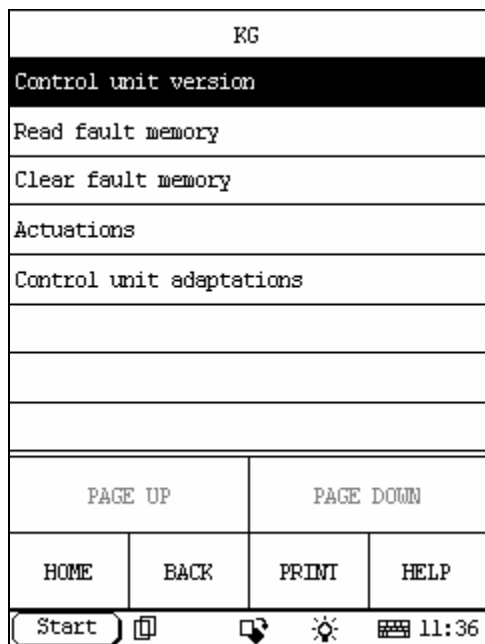 KG
Control unit version
Read fault memory
Clear fault memory
Actuations
Control unit adaptations
PAGE UP PAGE DOWN
HOME BACK PRINT HELP
Start 11:36